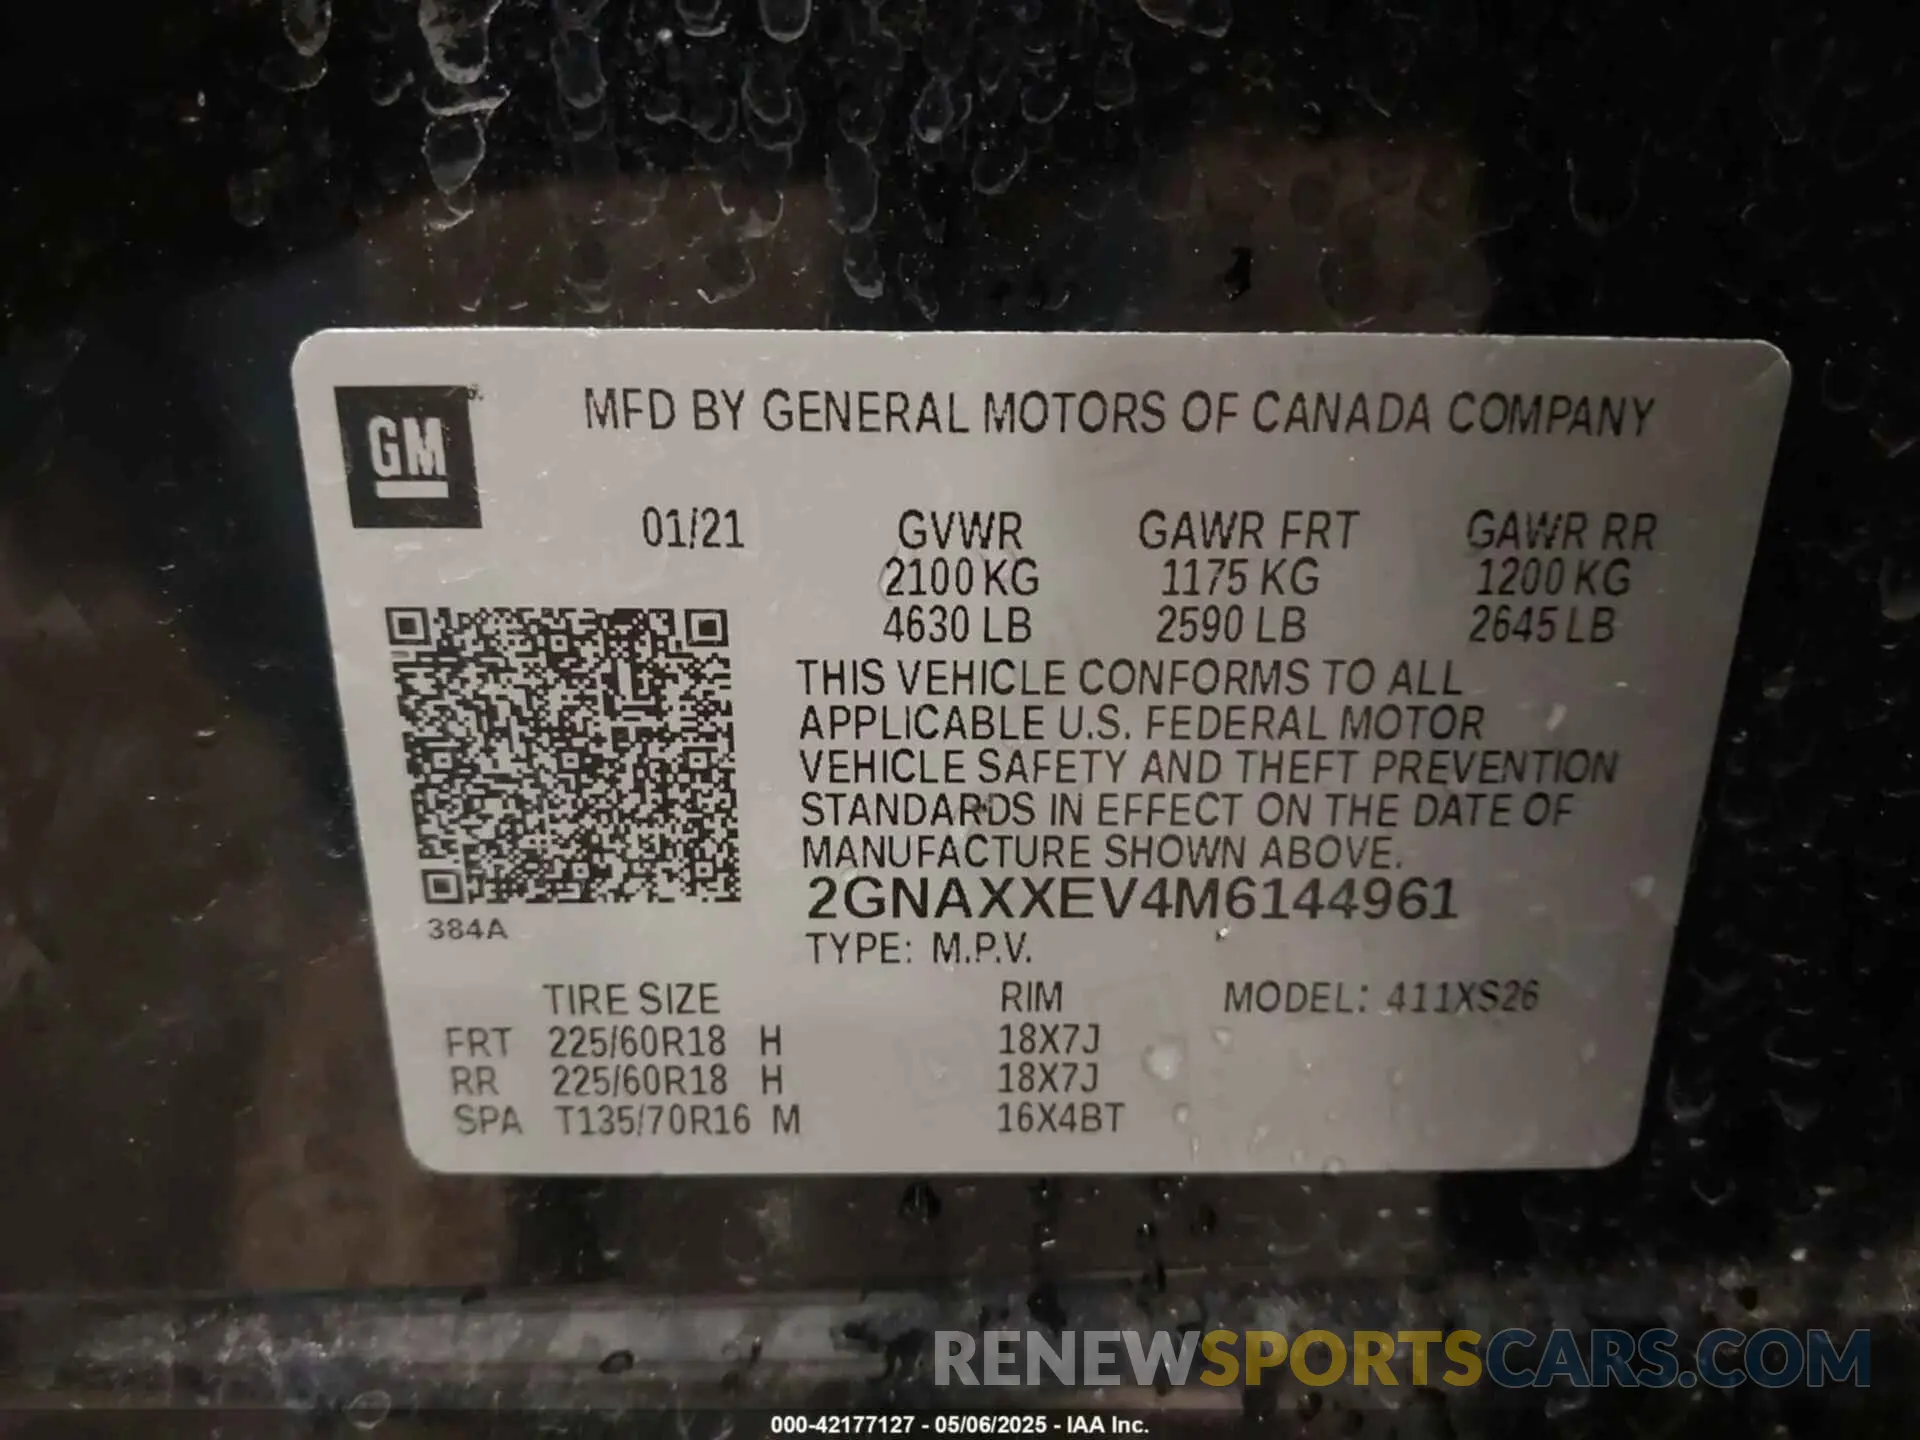 GM
MFD BY GENERAL MOTORS OF CANADA COMPANY
01/21 GVWR GAWR FRT GAWR RR
2100 KG 1175 KG 1200 KG
4630 LB 2590 LB 2645 LB
THIS VEHICLE CONFORMS TO ALL
APPLICABLE U.S. FEDERAL MOTOR
VEHICLE SAFETY AND THEFT PREVENTION
STANDARDS IN EFFECT ON THE DATE OF
MANUFACTURE SHOWN ABOVE.
2GNAXXEV4M6144961
384A
TYPE: M.P.V.
TIRE SIZE RIM MODEL: 411XS26
FRT 225/60R18 H 18X7J
RR 225/60R18 H 18X7J
SPA T135/70R16 M 16X4BT
RENEWSPORTSCARS.COM
000-42177127 - 05/06/2025 - IAA Inc.